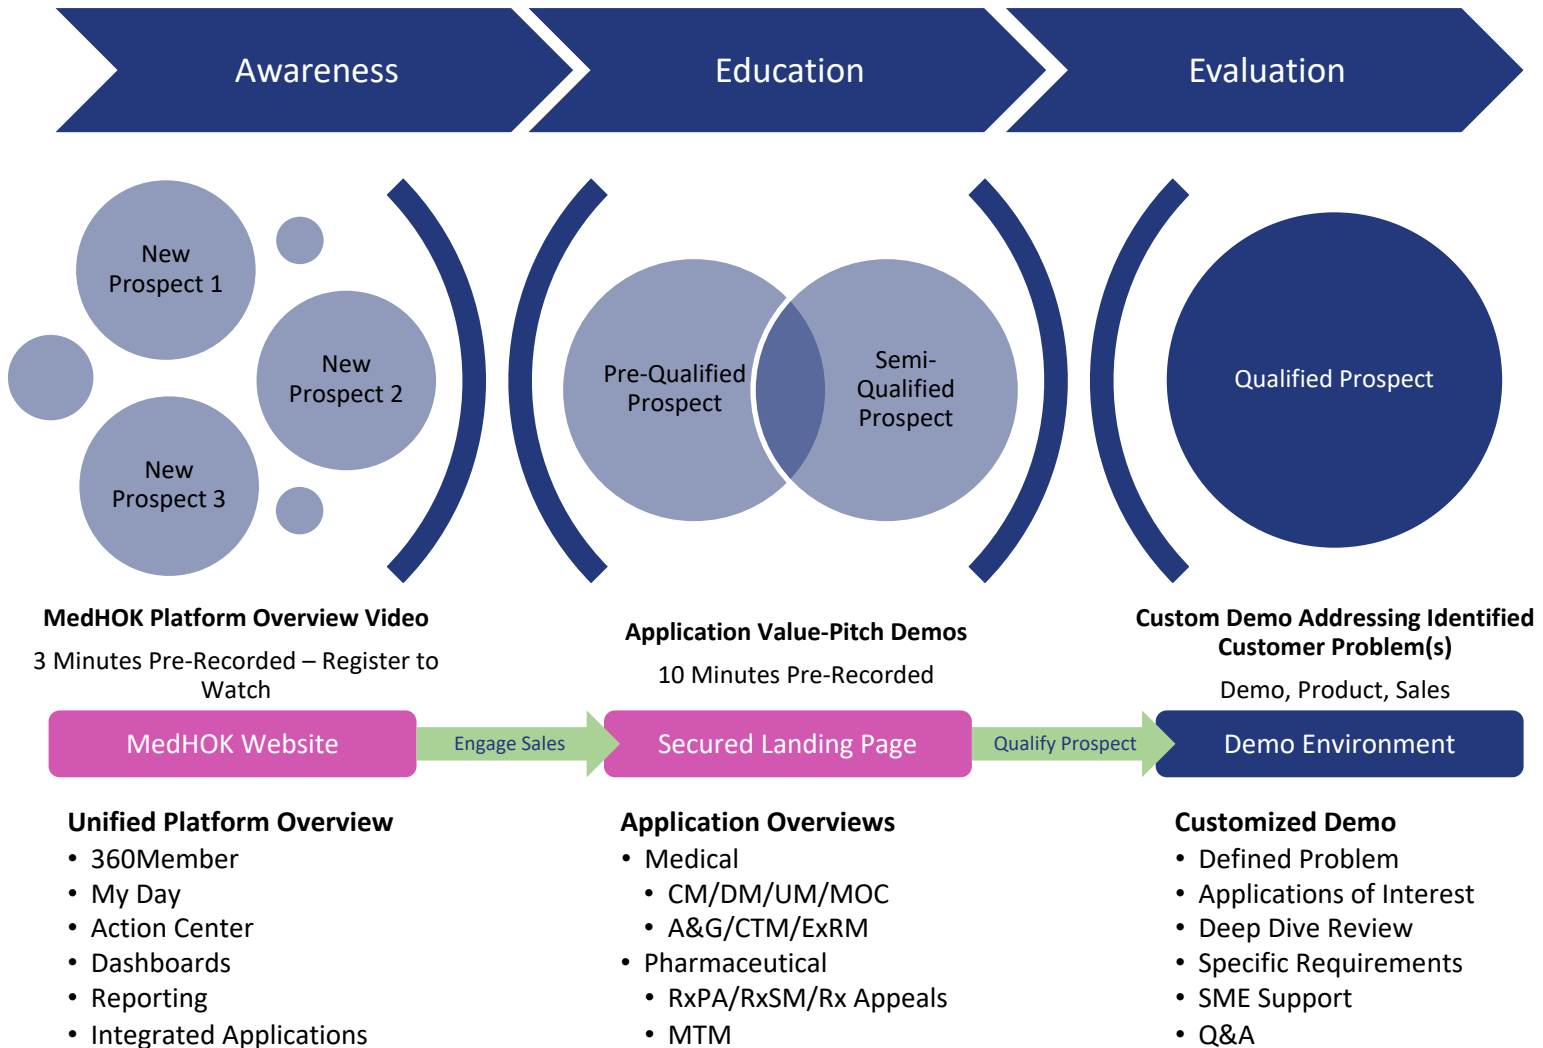 Awareness
Education
Evaluation
New
Prospect 1
New
Prospect 2
New
Prospect 3
Pre-Qualified
Prospect
Semi-
Qualified
Prospect
Qualified Prospect
MedHOK Platform Overview Video
3 Minutes Pre-Recorded – Register to
Watch
Application Value-Pitch Demos
10 Minutes Pre-Recorded
Custom Demo Addressing Identified
Customer Problem(s)
Demo, Product, Sales
MedHOK Website
Engage Sales
Secured Landing Page
Qualify Prospect
Demo Environment
Unified Platform Overview
• 360Member
• My Day
• Action Center
• Dashboards
• Reporting
• Integrated Applications
Application Overviews
• Medical
• CM/DM/UM/MOC
• A&G/CTM/ExRM
• Pharmaceutical
• RxPA/RxSM/Rx Appeals
• MTM
Customized Demo
• Defined Problem
• Applications of Interest
• Deep Dive Review
• Specific Requirements
• SME Support
• Q&A